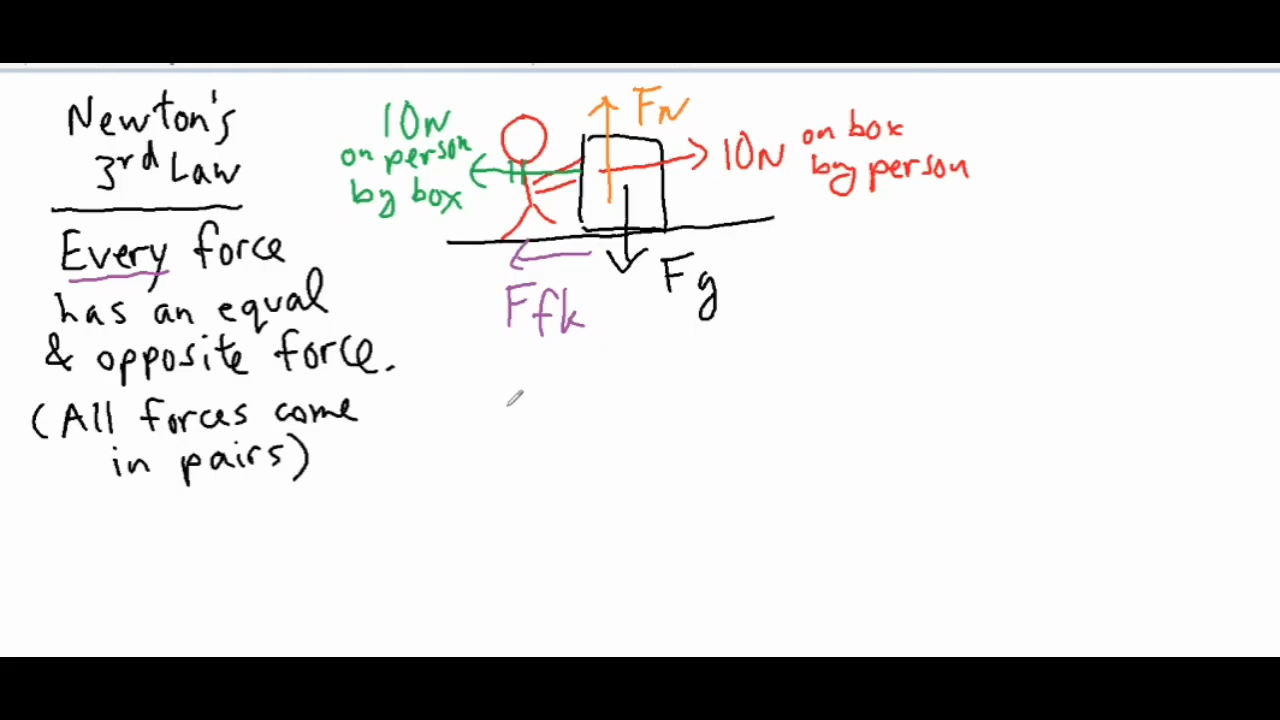 Newton's
3rd Law
Every force
has an equal
& opposite force.
(All forces come
in pairs)
10N
on person
by box
FN
10N
on box
by person
Ffk
Fg